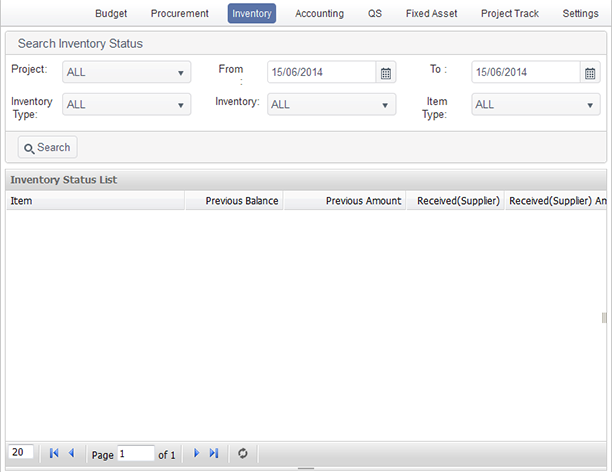 Budget Procurement Inventory Accounting QS Fixed Asset Project Track Settings
Search Inventory Status
Project: ALL From : 15/06/2014 To : 15/06/2014
Inventory Type: ALL Inventory: ALL Item Type: ALL
Search
Inventory Status List
Item Previous Balance Previous Amount Received(Supplier) Received(Supplier) Am
20 Page 1 of 1